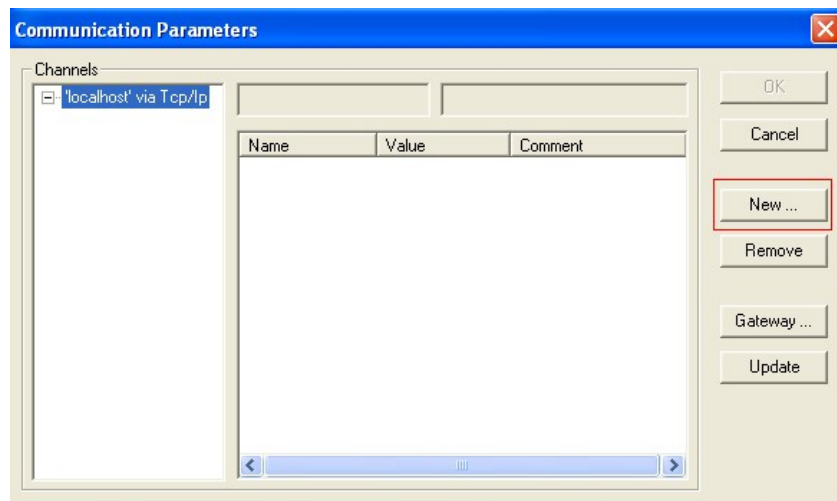 Communication Parameters
Channels
'localhost' via Tcp/Ip
Name Value Comment
OK
Cancel
New ...
Remove
Gateway ...
Update